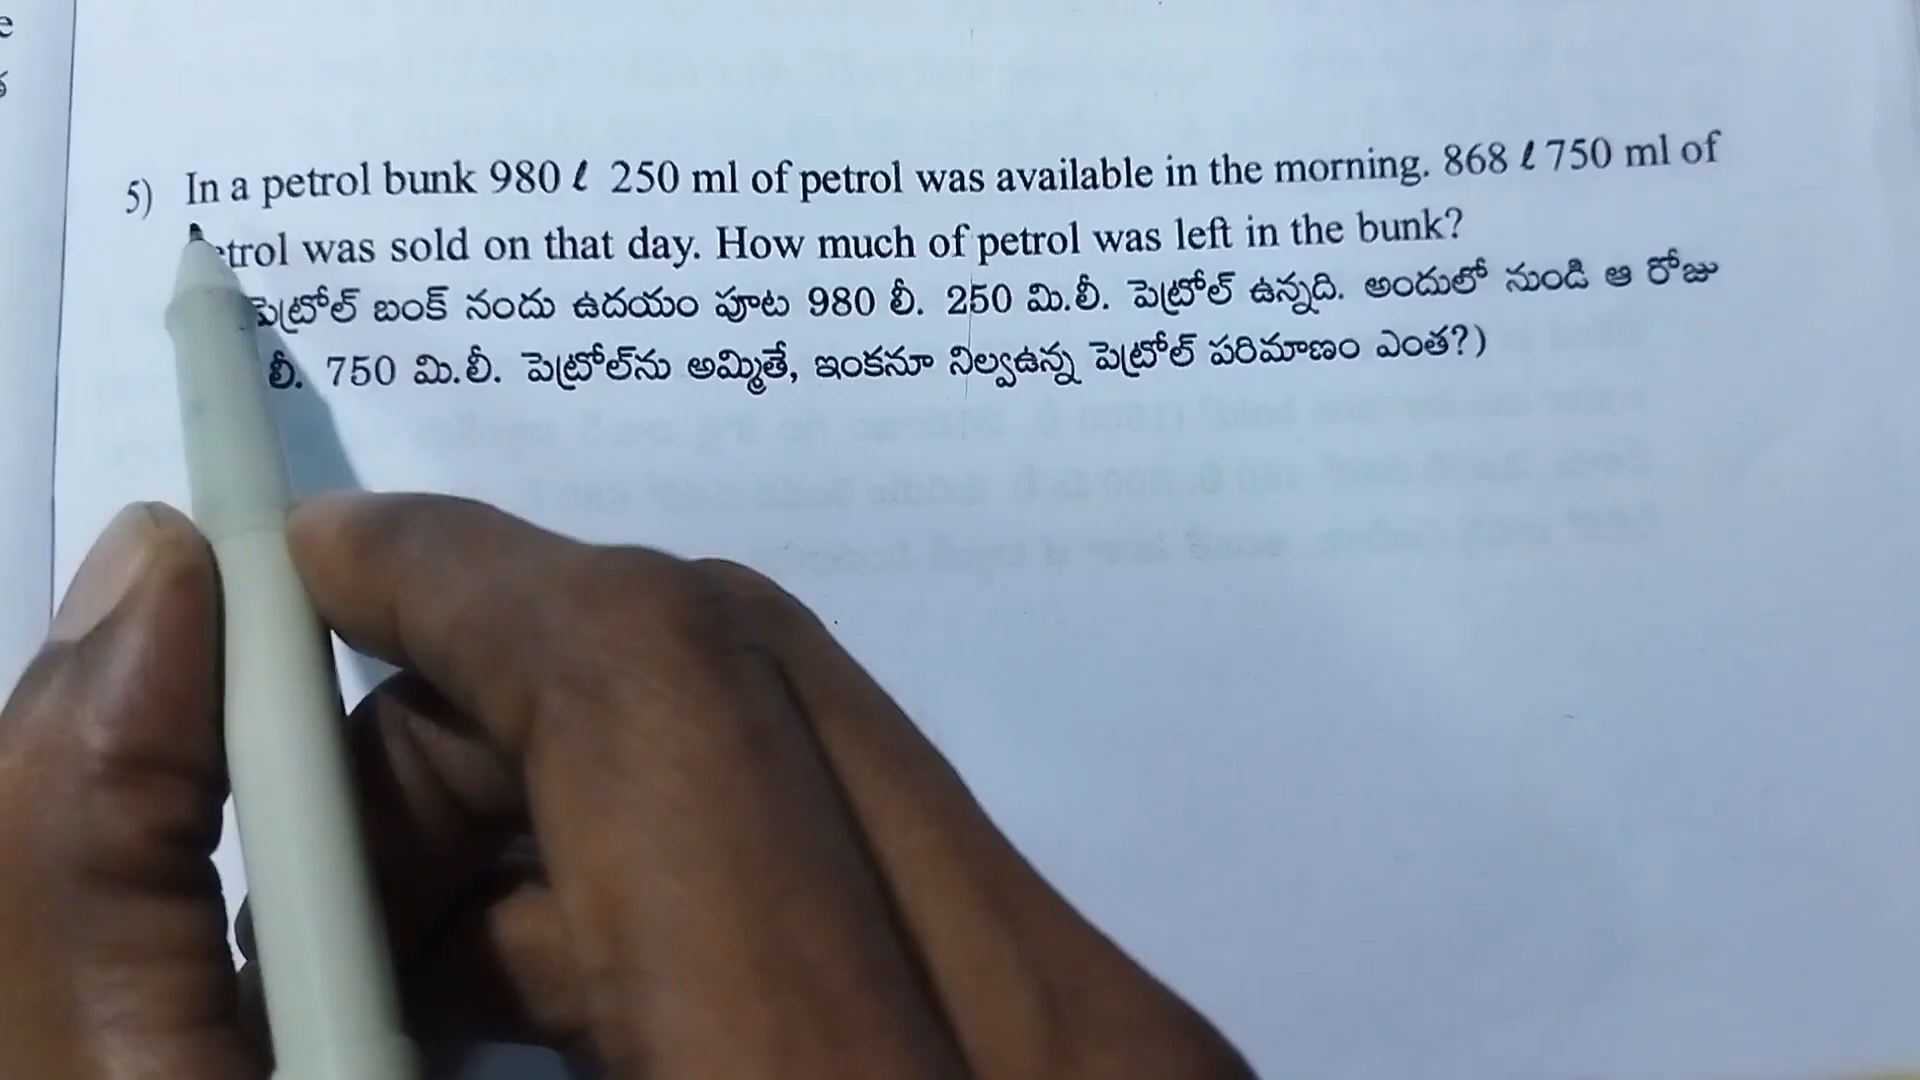 e
5) In a petrol bunk 980 ℓ 250 ml of petrol was available in the morning. 868 ℓ 750 ml of
etrol was sold on that day. How much of petrol was left in the bunk?
పెట్రోల్ బంక్ నందు ఉదయం పూట 980 లీ. 250 మి.లీ. పెట్రోల్ ఉన్నది. అందులో నుండి ఆ రోజు
లీ. 750 మి.లీ. పెట్రోల్‌ను అమ్మితే, ఇంకనూ నిల్వఉన్న పెట్రోల్ పరిమాణం ఎంత?)